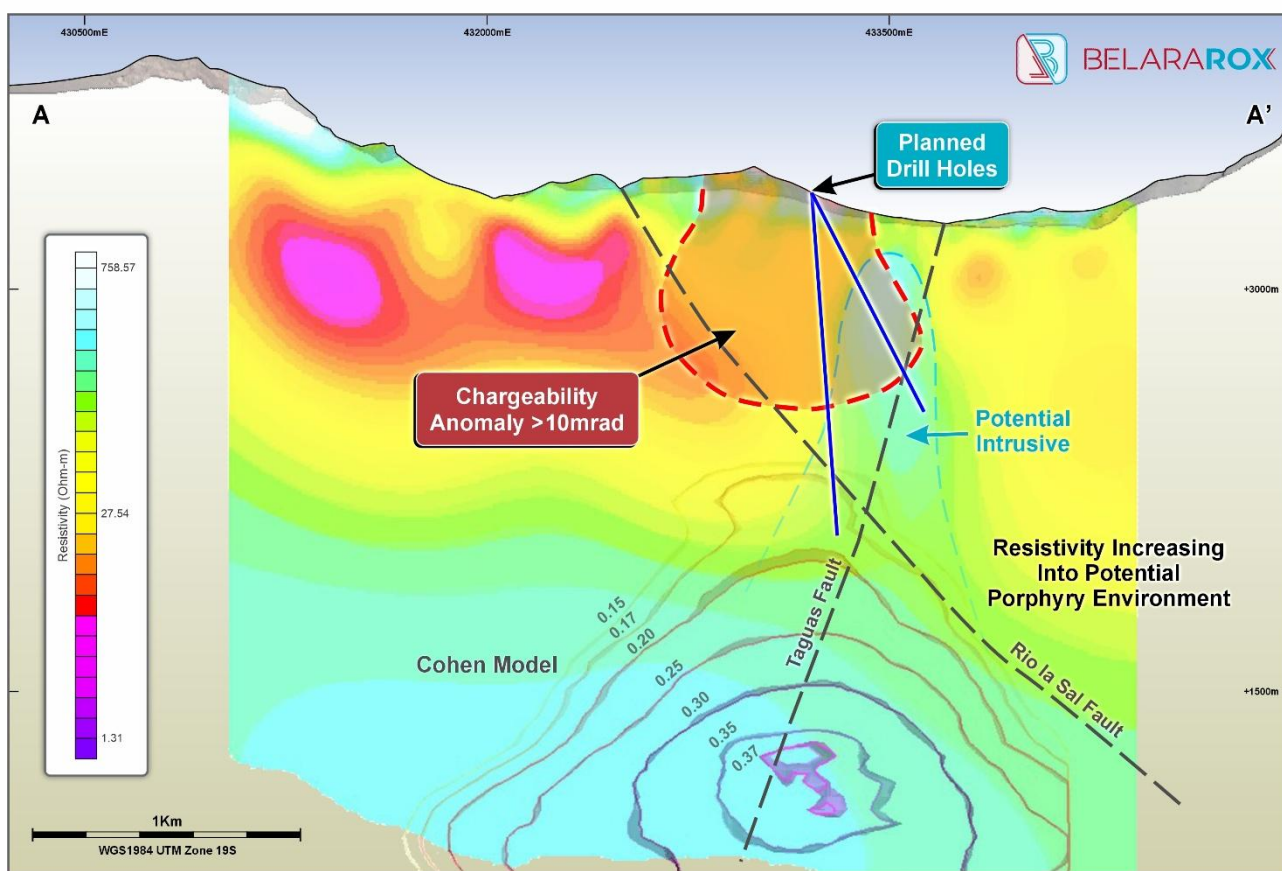 430500mE
432000mE
433500mE
BELARAROX
A
A'
Planned
Drill Holes
758.57
27.54
1.31
Resistivity (Ohm-m)
+3000m
Chargeability
Anomaly >10mrad
Potential
Intrusive
Resistivity Increasing
Into Potential
Porphyry Environment
Cohen Model
0.15
0.17
0.20
0.25
0.30
0.35
0.37
Taguas Fault
Rio la Sal Fault
+1500m
1Km
WGS1984 UTM Zone 19S